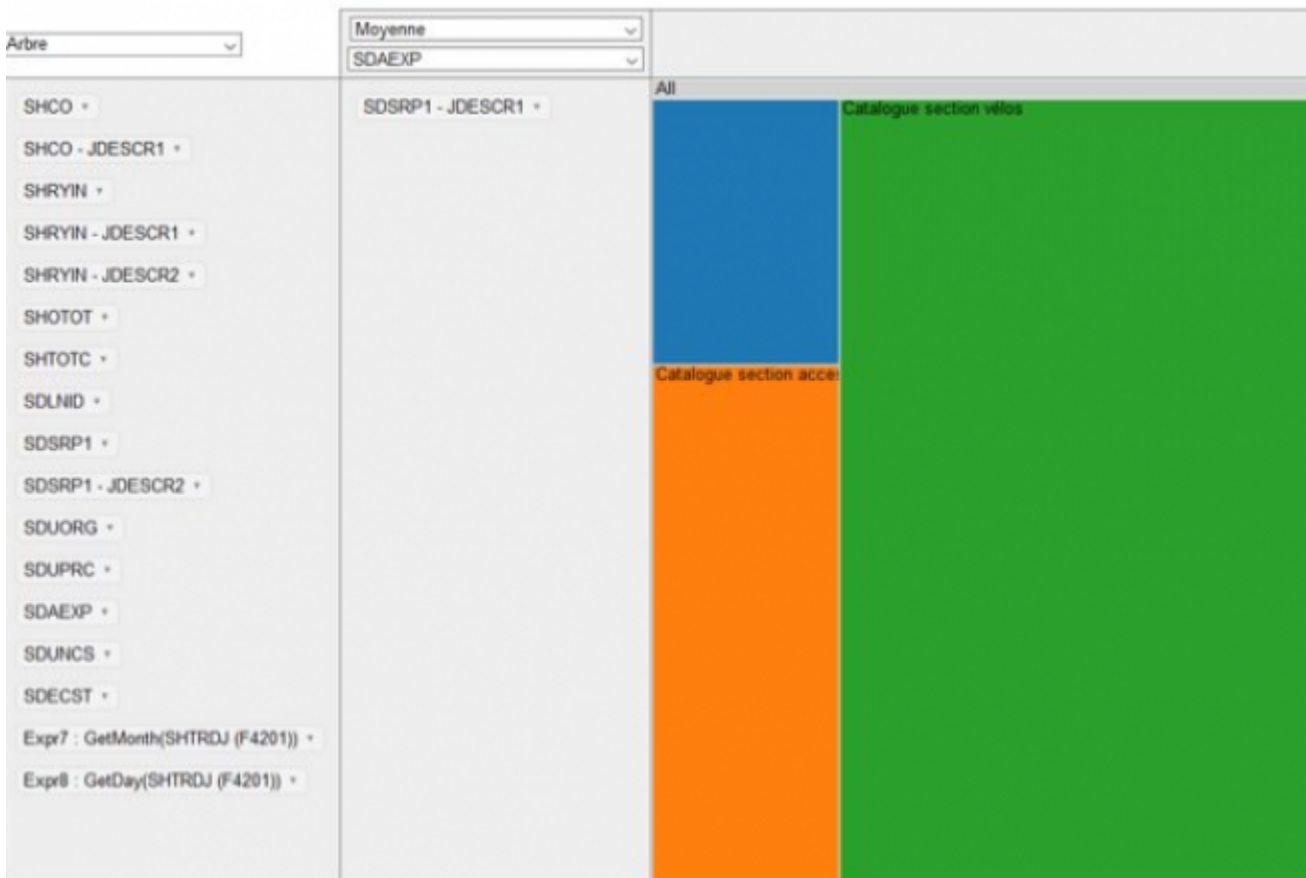 Arbre
Moyenne
SDAEXP
SHCO
SHCO - JDESCR1
SHRYIN
SHRYIN - JDESCR1
SHRYIN - JDESCR2
SHOTOT
SHTOTC
SDLNID
SDSRP1
SDSRP1 - JDESCR2
SDUORG
SDUPRC
SDAEXP
SDUNCS
SDECST
Expr7 : GetMonth(SHTRDJ (F4201))
Expr8 : GetDay(SHTRDJ (F4201))
SDSRP1 - JDESCR1
All
Catalogue section vélos
Catalogue section acces